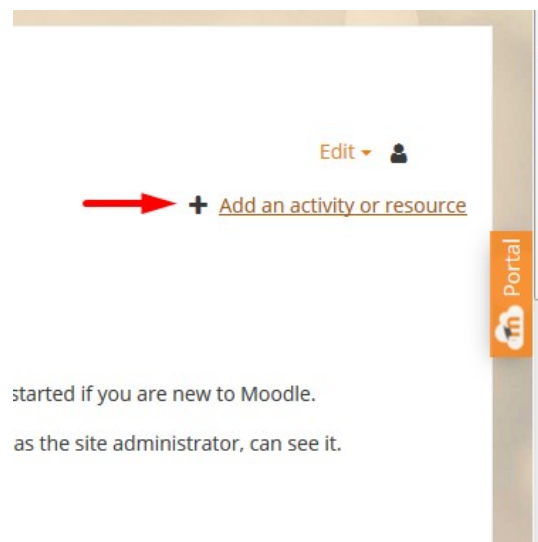 Edit
Add an activity or resource
Portal
started if you are new to Moodle.
as the site administrator, can see it.